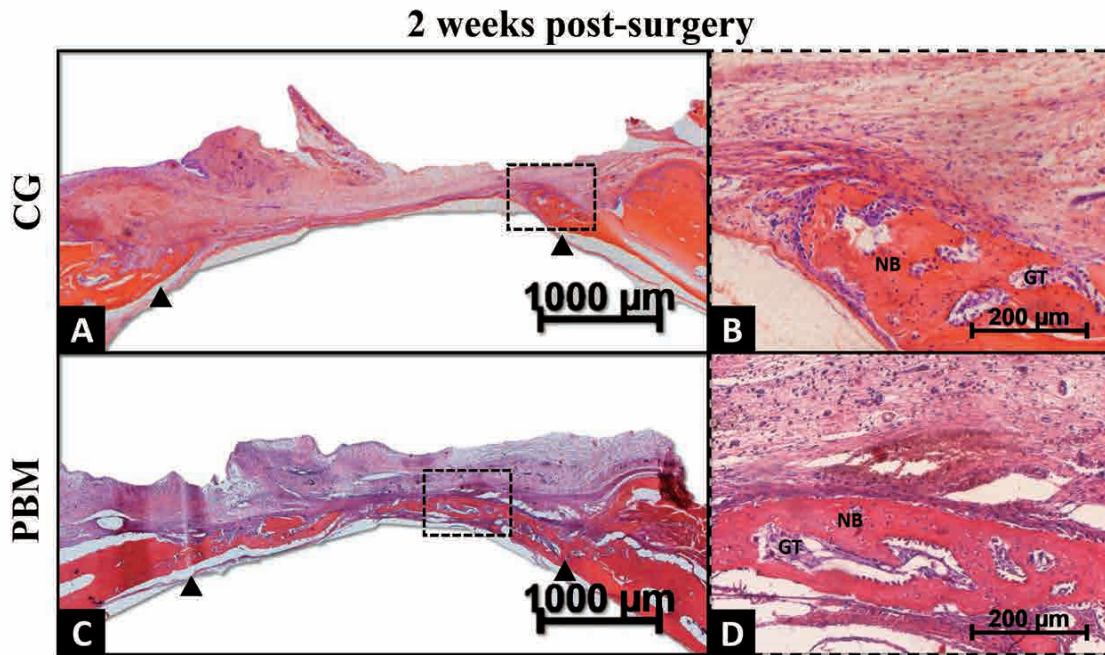 2 weeks post-surgery
CG
A
1000 µm
B
NB
GT
200 µm
PBM
C
1000 µm
D
NB
GT
200 µm